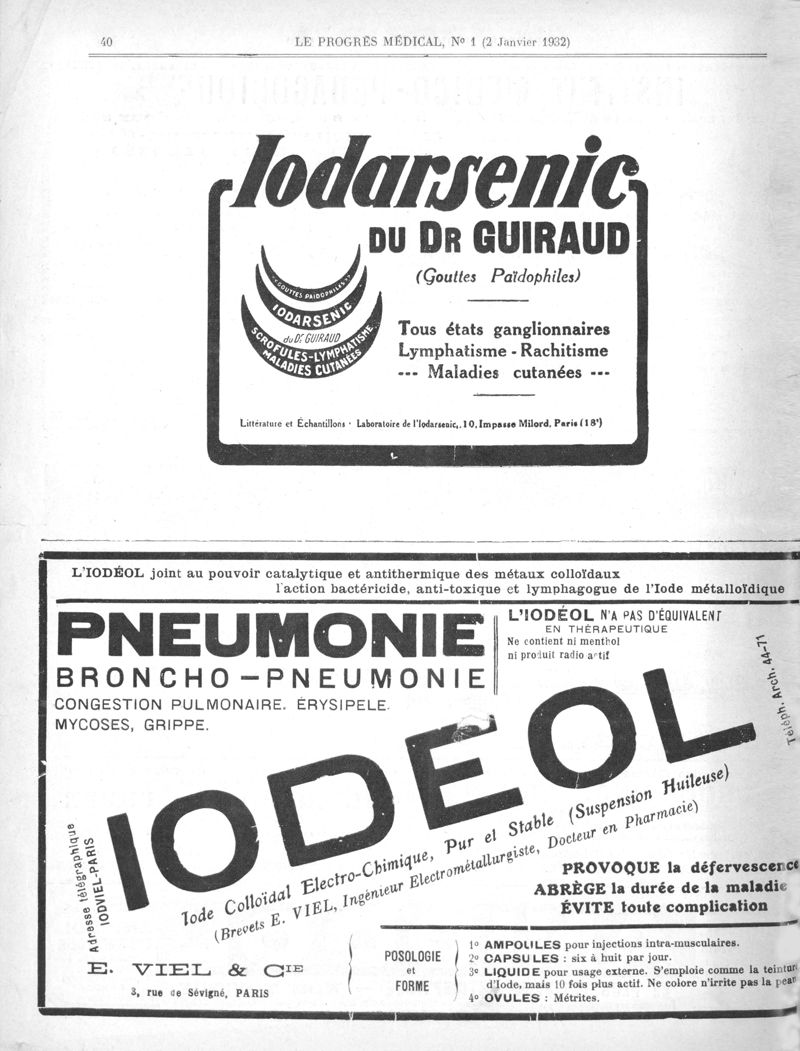 40
LE PROGRÈS MÉDICAL, No 1 (2 Janvier 1932)
Iodarsenic
DU DR GUIRAUD
(Gouttes Païdophiles)
GOUTTES PAÏDOPHILES
IODARSENIC
du Dr GUIRAUD
SCROFULES-LYMPHATISME
MALADIES CUTANÉES
Tous états ganglionnaires
Lymphatisme - Rachitisme
--- Maladies cutanées ---
Littérature et Échantillons · Laboratoire de l'Iodarsenic, 10, Impasse Milord, Paris (18e)
L'IODÉOL joint au pouvoir catalytique et antithermique des métaux colloïdaux
l'action bactéricide, anti-toxique et lymphagogue de l'Iode métalloïdique
PNEUMONIE
BRONCHO-PNEUMONIE
CONGESTION PULMONAIRE. ÉRYSIPELE.
MYCOSES, GRIPPE.
L'IODÉOL N'A PAS D'ÉQUIVALENT
EN THÉRAPEUTIQUE
Ne contient ni menthol
ni produit radio actif
Téléph. Arch. 44-71
IODEOL
Iode Colloïdal Electro-Chimique, Pur et Stable (Suspension Huileuse)
(Brevets E. VIEL, Ingénieur Electrométallurgiste, Docteur en Pharmacie)
Adresse télégraphique
IODVIEL-PARIS
PROVOQUE la défervescence
ABRÈGE la durée de la maladie
ÉVITE toute complication
E. VIEL & CIE
3, rue de Sévigné, PARIS
POSOLOGIE
et
FORME
1o AMPOULES pour injections intra-musculaires.
2o CAPSULES : six à huit par jour.
3o LIQUIDE pour usage externe. S'emploie comme la teintur
d'Iode, mais 10 fois plus actif. Ne colore n'irrite pas la peau
4o OVULES : Métrites.